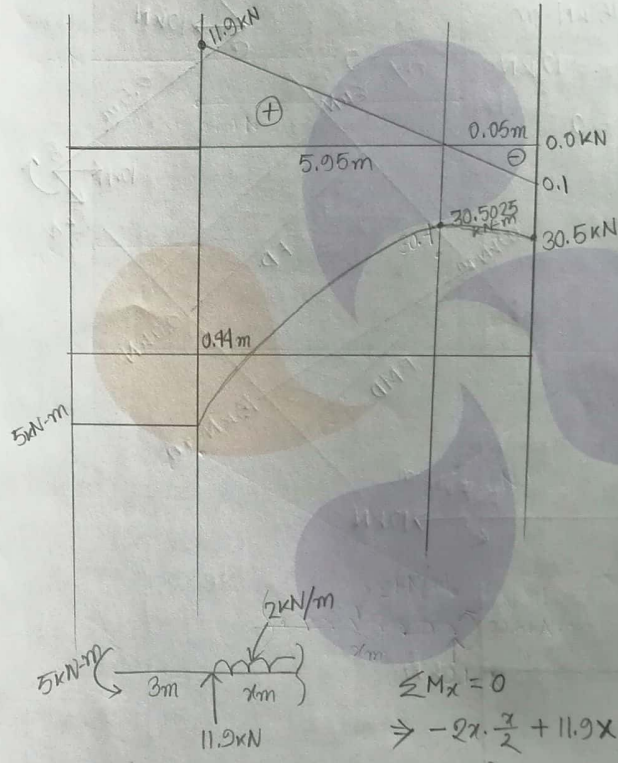 11.9kN
+
0.05m
0.0kN
5.95m
−
0.1
30.5025
kN-m
30.5kN
0.44m
5kN-m
2kN/m
5kN-m
3m
xm
11.9kN
ΣMx = 0
⇒ -2x·x/2 + 11.9x